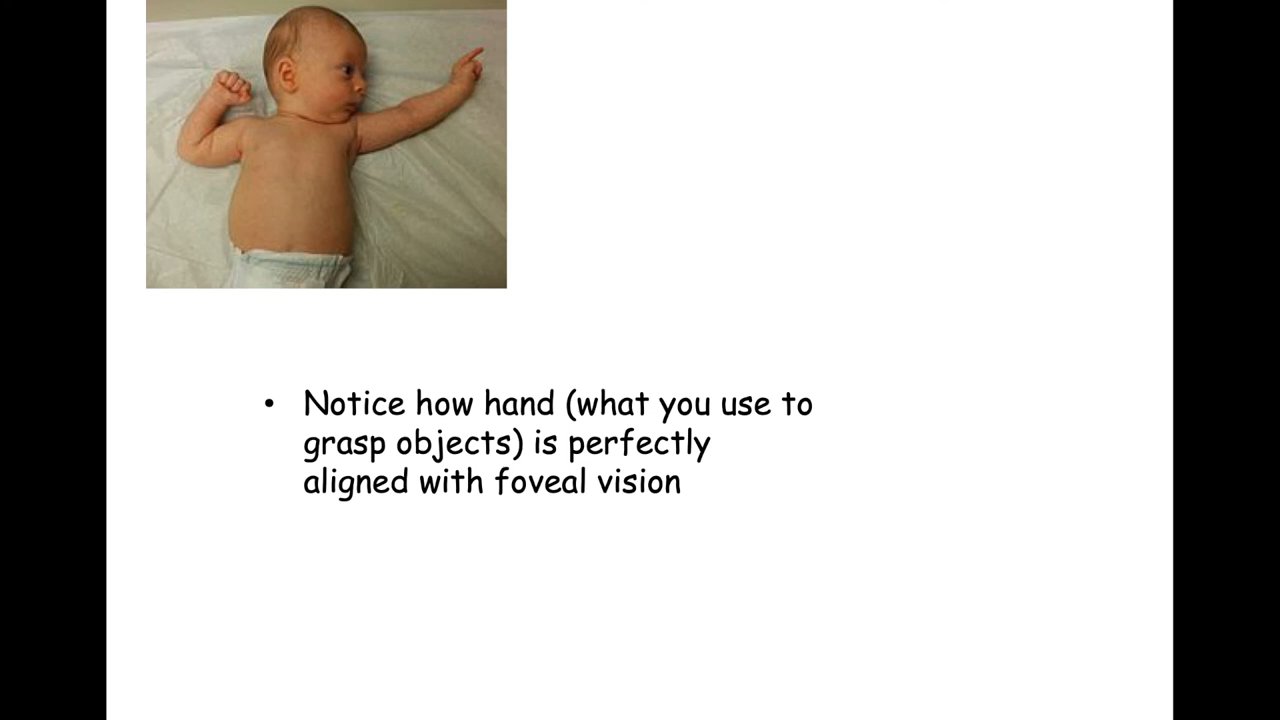 • Notice how hand (what you use to
grasp objects) is perfectly
aligned with foveal vision